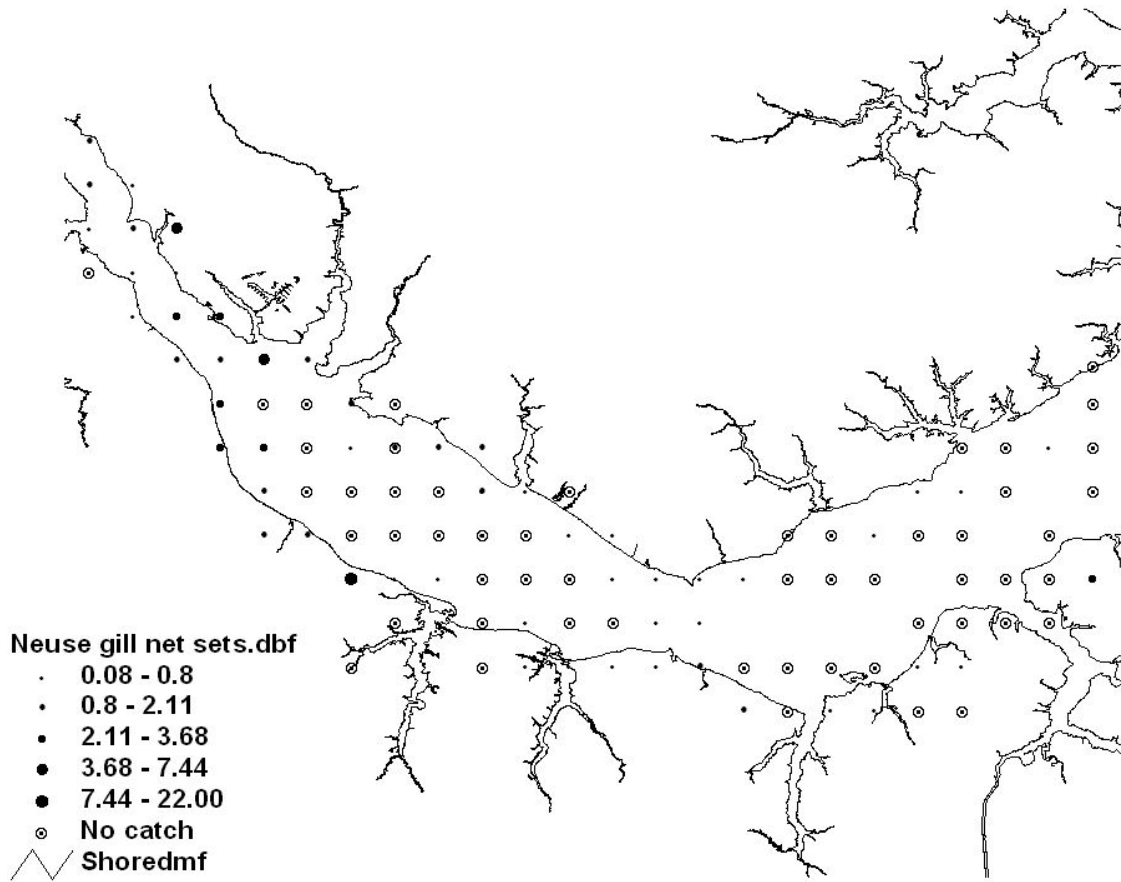 Neuse gill net sets.dbf
0.08 - 0.8
0.8 - 2.11
2.11 - 3.68
3.68 - 7.44
7.44 - 22.00
No catch
Shoredmf